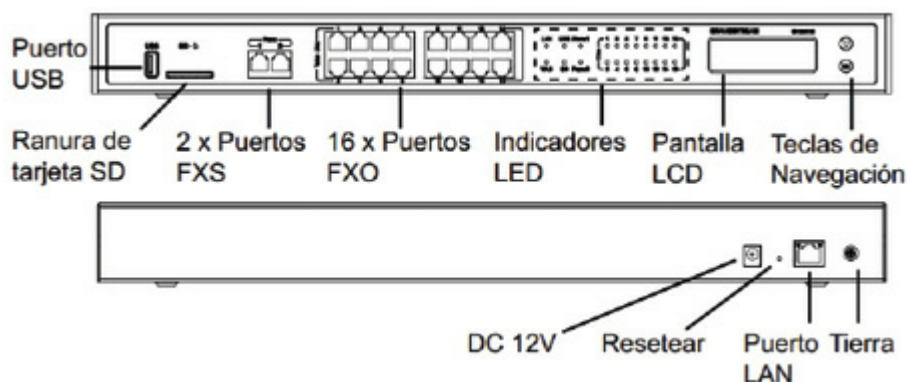 USB
Puerto
USB
Ranura de
tarjeta SD
2 x Puertos
FXS
16 x Puertos
FXO
Indicadores
LED
Pantalla
LCD
Teclas de
Navegación
DC 12V
Resetear
Puerto
LAN
Tierra